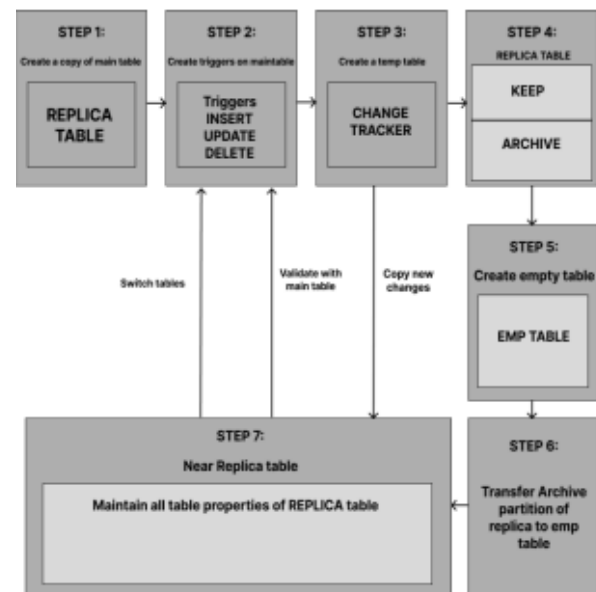 STEP 1:
Create a copy of main table
REPLICA
TABLE
STEP 2:
Create triggers on maintable
Triggers
INSERT
UPDATE
DELETE
STEP 3:
Create a temp table
CHANGE
TRACKER
STEP 4:
REPLICA TABLE
KEEP
ARCHIVE
STEP 5:
Create empty table
EMP TABLE
Switch tables
Validate with
main table
Copy new
changes
STEP 6:
Transfer Archive
partition of
replica to emp
table
STEP 7:
Near Replica table
Maintain all table properties of REPLICA table